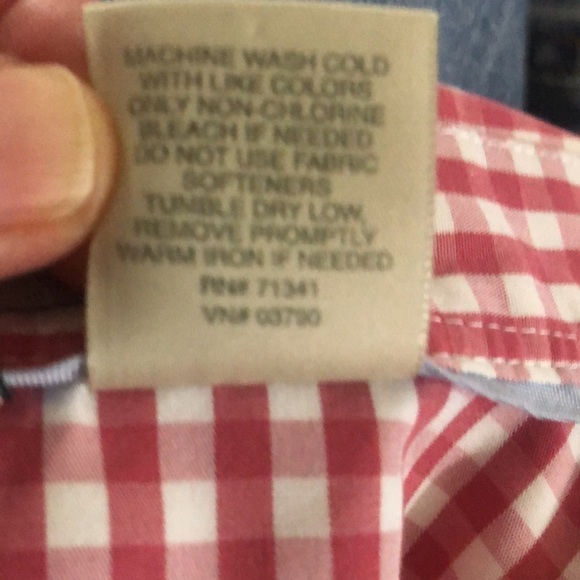 MACHINE WASH COLD
WITH LIKE COLORS
ONLY NON-CHLORINE
BLEACH IF NEEDED
DO NOT USE FABRIC
SOFTENERS
TUMBLE DRY LOW,
REMOVE PROMPTLY
WARM IRON IF NEEDED
RN# 71341
VN# 03790